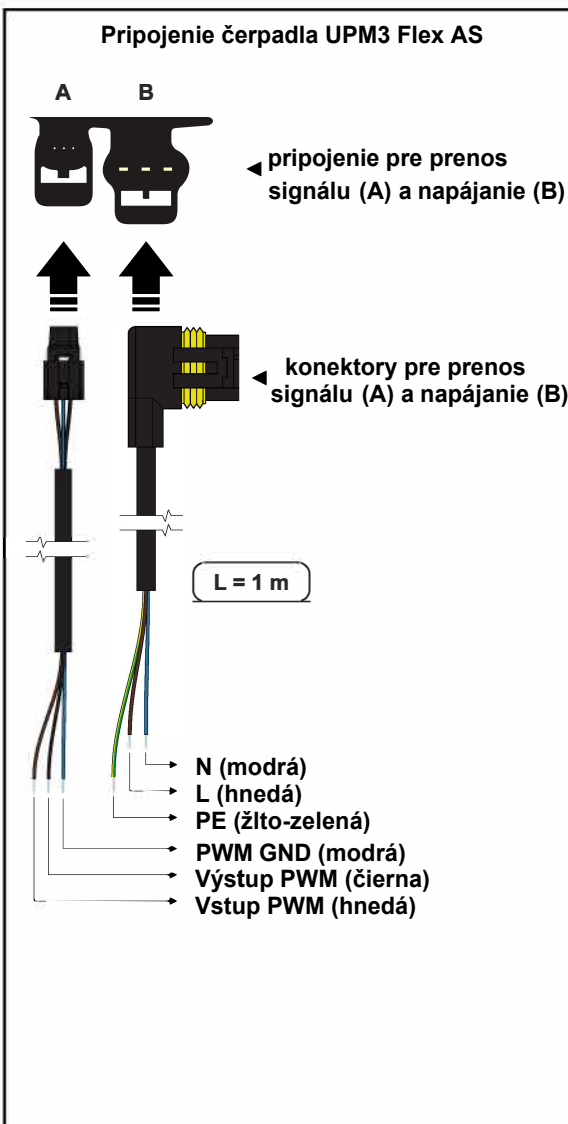 Pripojenie čerpadla UPM3 Flex AS
A B
pripojenie pre prenos
signálu (A) a napájanie (B)
konektory pre prenos
signálu (A) a napájanie (B)
L = 1 m
N (modrá)
L (hnedá)
PE (žlto-zelená)
PWM GND (modrá)
Výstup PWM (čierna)
Vstup PWM (hnedá)